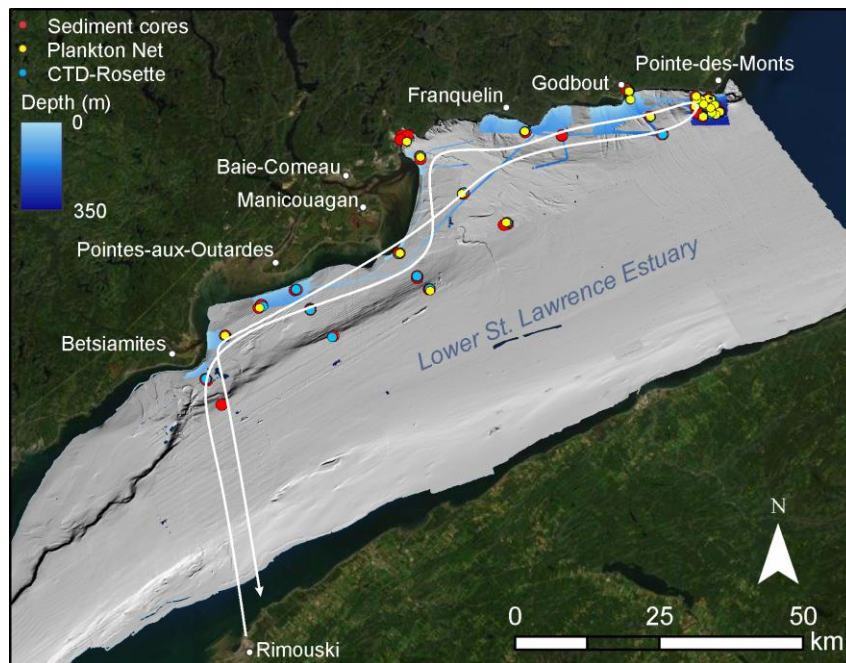 Sediment cores
Plankton Net
CTD-Rosette
Depth (m)
0
350
Pointe-des-Monts
Godbout
Franquelin
Baie-Comeau
Manicouagan
Pointes-aux-Outardes
Betsiamites
Lower St. Lawrence Estuary
Rimouski
N
0 25 50
km